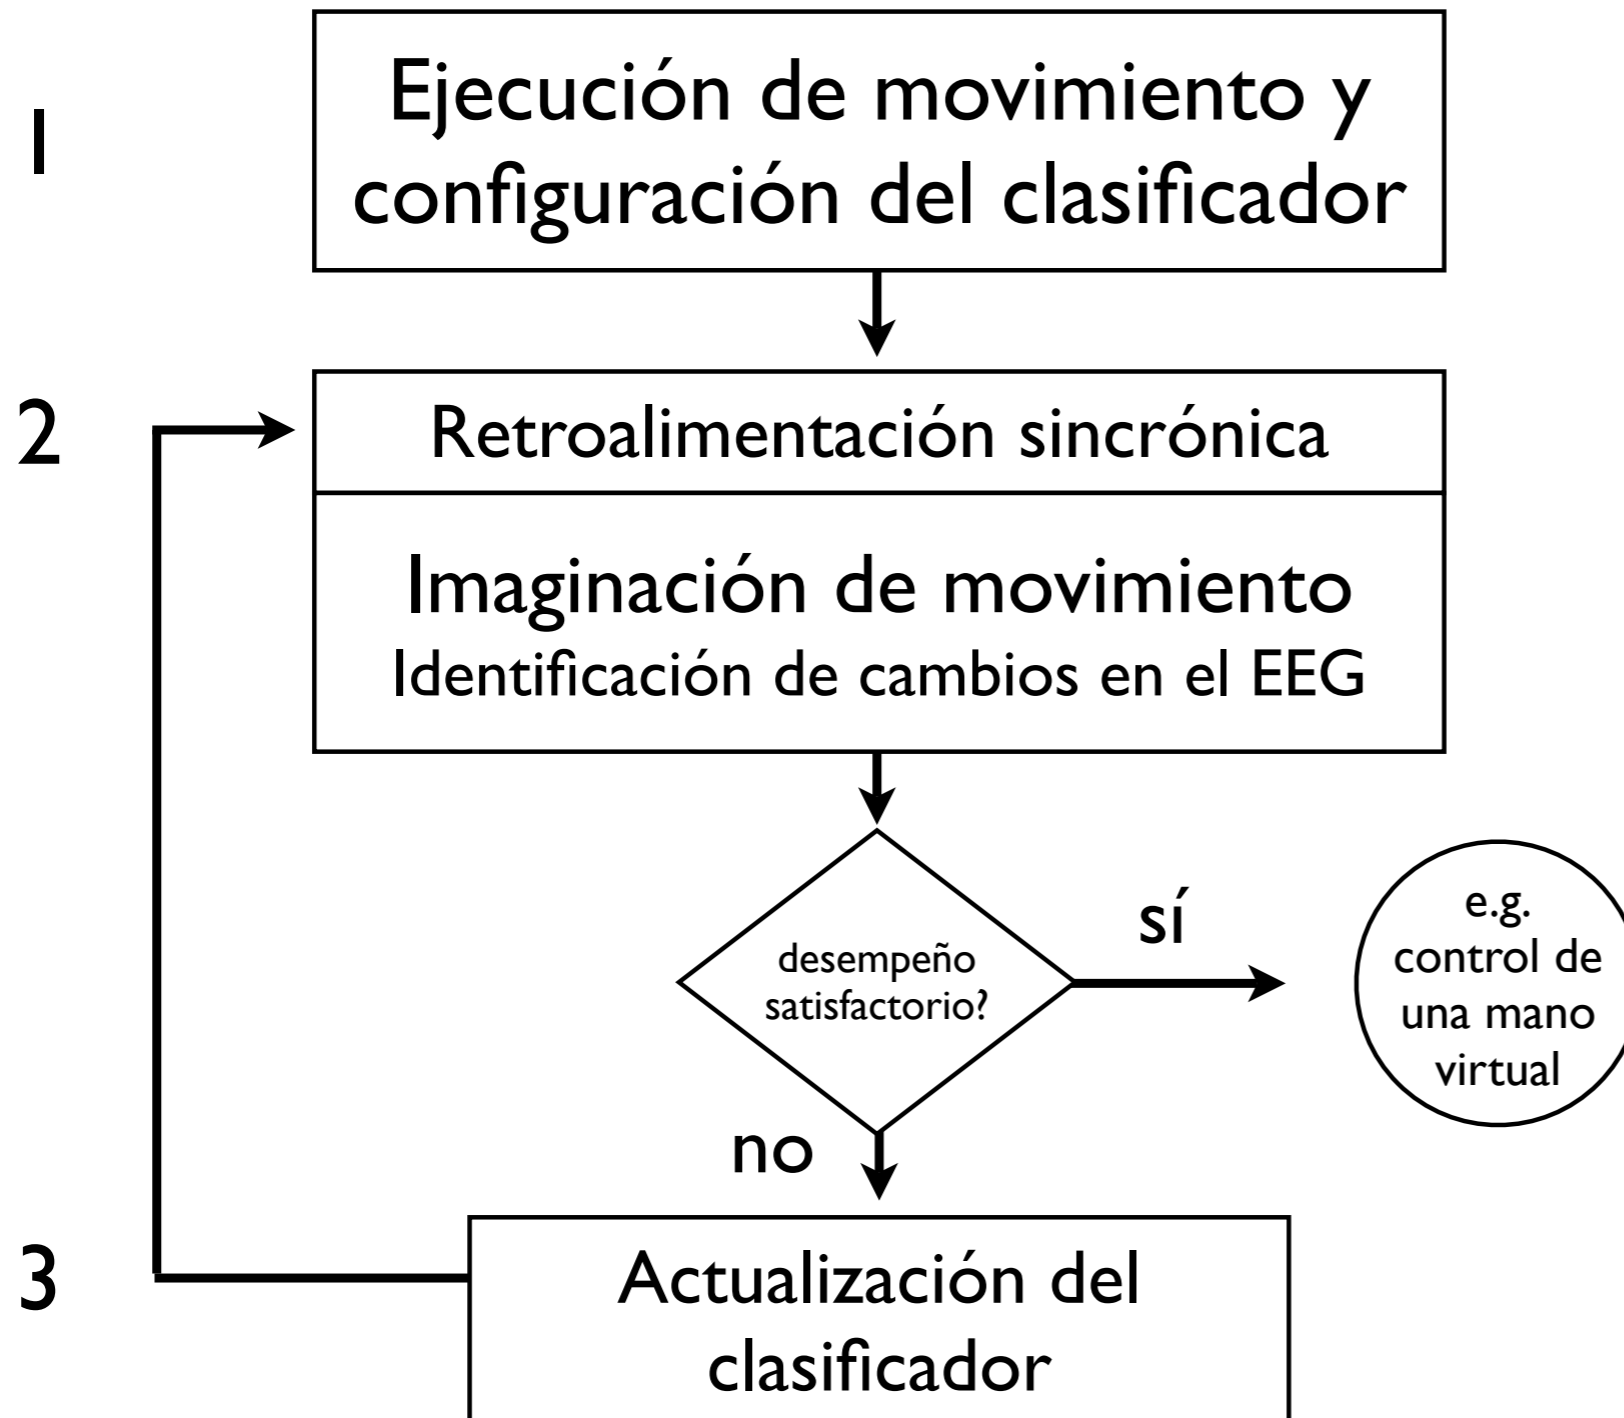 1
Ejecución de movimiento y
configuración del clasificador
2
Retroalimentación sincrónica
Imaginación de movimiento
Identificación de cambios en el EEG
desempeño
satisfactorio?
sí
e.g.
control de
una mano
virtual
no
3
Actualización del
clasificador